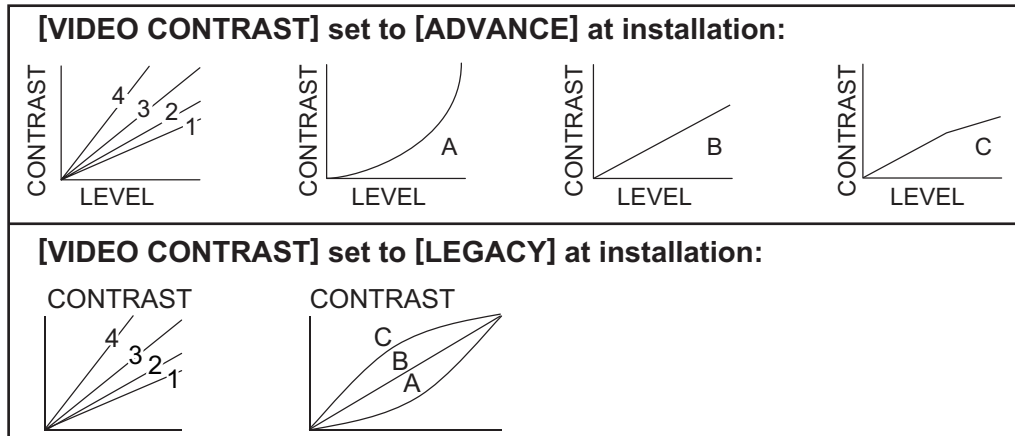 [VIDEO CONTRAST] set to [ADVANCE] at installation:
CONTRAST
4
3
2
1
LEVEL
CONTRAST
A
LEVEL
CONTRAST
B
LEVEL
CONTRAST
C
LEVEL
[VIDEO CONTRAST] set to [LEGACY] at installation:
CONTRAST
4
3
2
1
CONTRAST
C
B
A